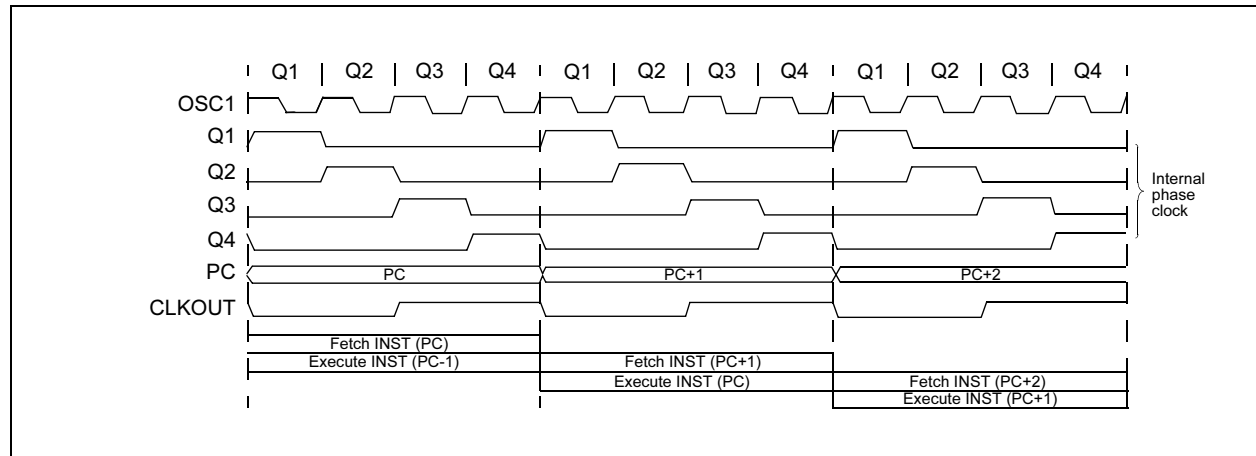 Q1 Q2 Q3 Q4 Q1 Q2 Q3 Q4 Q1 Q2 Q3 Q4
OSC1
Q1
Q2
Q3
Q4
Internal
phase
clock
PC PC PC+1 PC+2
CLKOUT
Fetch INST (PC)
Execute INST (PC-1) Fetch INST (PC+1)
Execute INST (PC) Fetch INST (PC+2)
Execute INST (PC+1)